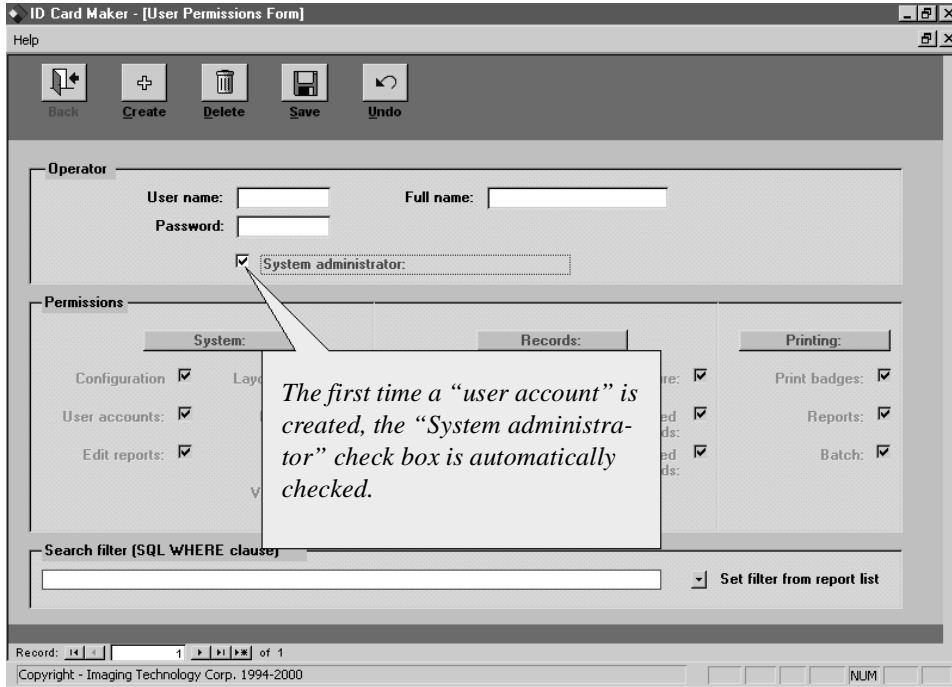 ID Card Maker - [User Permissions Form]
Help
Back Create Delete Save Undo
Operator
User name: Full name:
Password:
System administrator:
Permissions
System: Records: Printing:
Configuration Print badges:
User accounts: Reports:
Edit reports: Batch:
The first time a “user account” is
created, the “System administra-
tor” check box is automatically
checked.
Search filter (SQL WHERE clause)
Set filter from report list
Record: 1 of 1
Copyright - Imaging Technology Corp. 1994-2000 NUM